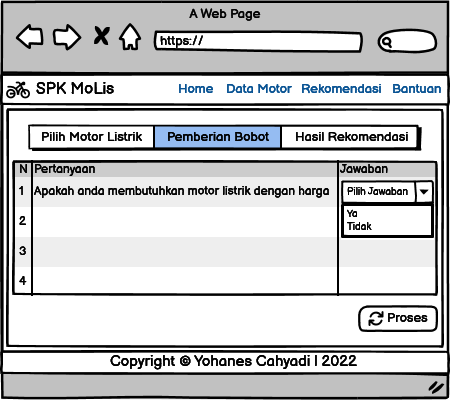 A Web Page
https://
SPK MoLis Home Data Motor Rekomendasi Bantuan
Pilih Motor Listrik Pemberian Bobot Hasil Rekomendasi
N Pertanyaan Jawaban
1 Apakah anda membutuhkan motor listrik dengan harga Pilih Jawaban
Ya
Tidak
2
3
4
Proses
Copyright © Yohanes Cahyadi | 2022